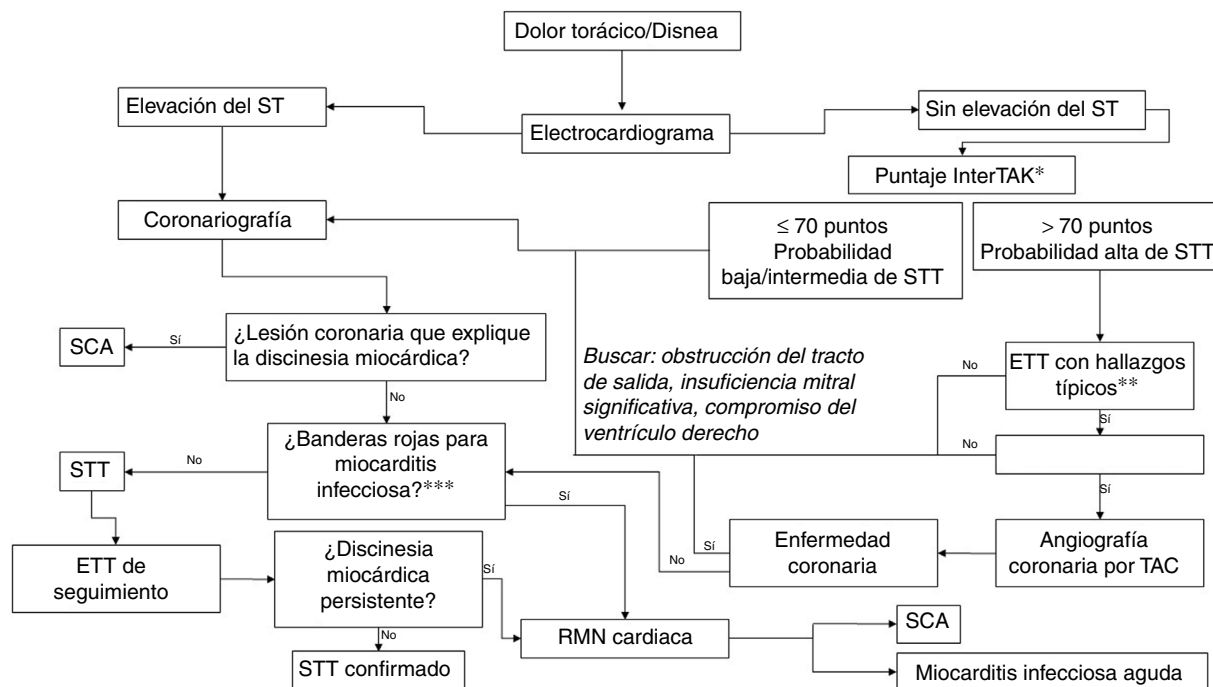 Dolor torácico/Disnea
Elevación del ST
Electrocardiograma
Sin elevación del ST
Puntaje InterTAK*
Coronariografía
≤ 70 puntos
Probabilidad
baja/intermedia de STT
> 70 puntos
Probabilidad alta de STT
SCA
Sí
¿Lesión coronaria que explique
la discinesia miocárdica?
Buscar: obstrucción del tracto
de salida, insuficiencia mitral
significativa, compromiso del
ventrículo derecho
No
ETT con hallazgos
típicos**
No
Sí
STT
No
¿Banderas rojas para
miocarditis
infecciosa?***
No
Sí
Sí
ETT de
seguimiento
¿Discinesia
miocárdica
persistente?
Sí
No
Sí
No
Enfermedad
coronaria
Angiografía
coronaria por TAC
RMN cardiaca
SCA
STT confirmado
Miocarditis infecciosa aguda